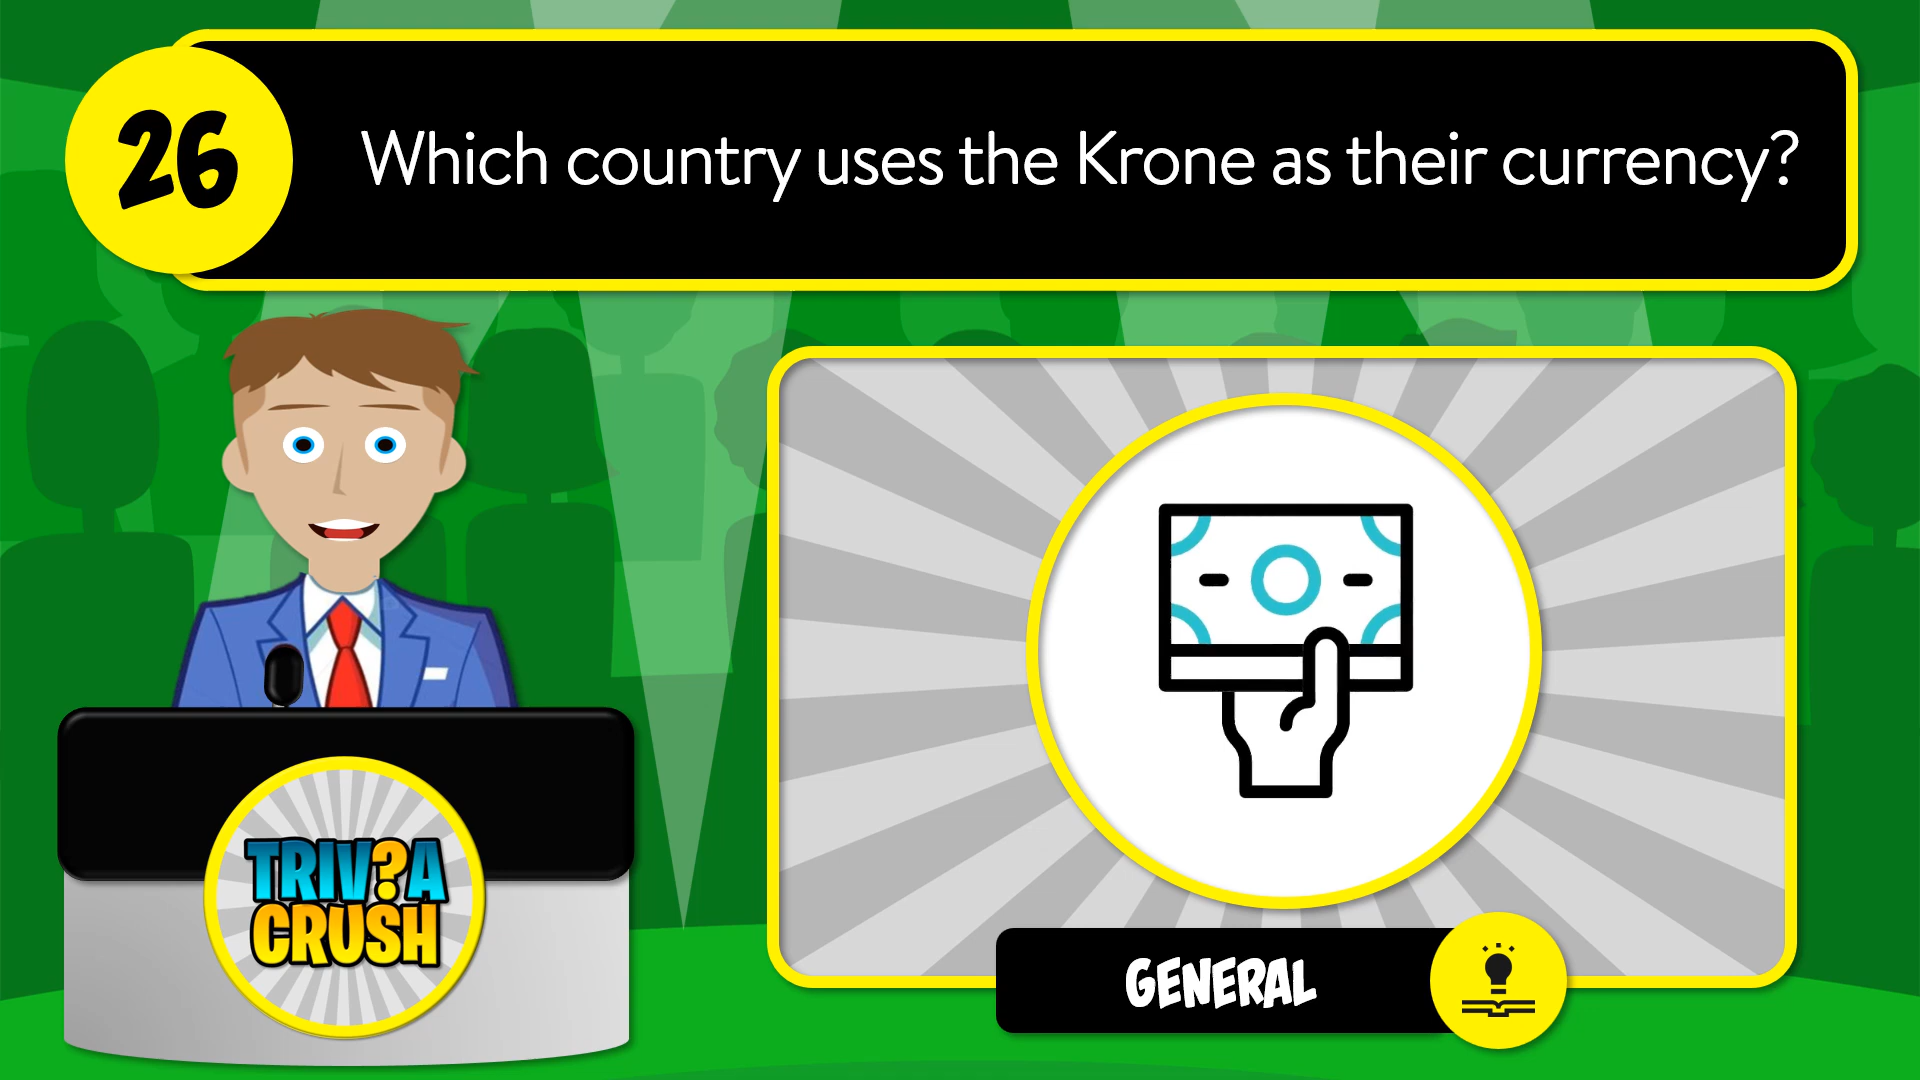 26
Which country uses the Krone as their currency?
TRIV?A
CRUSH
GENERAL